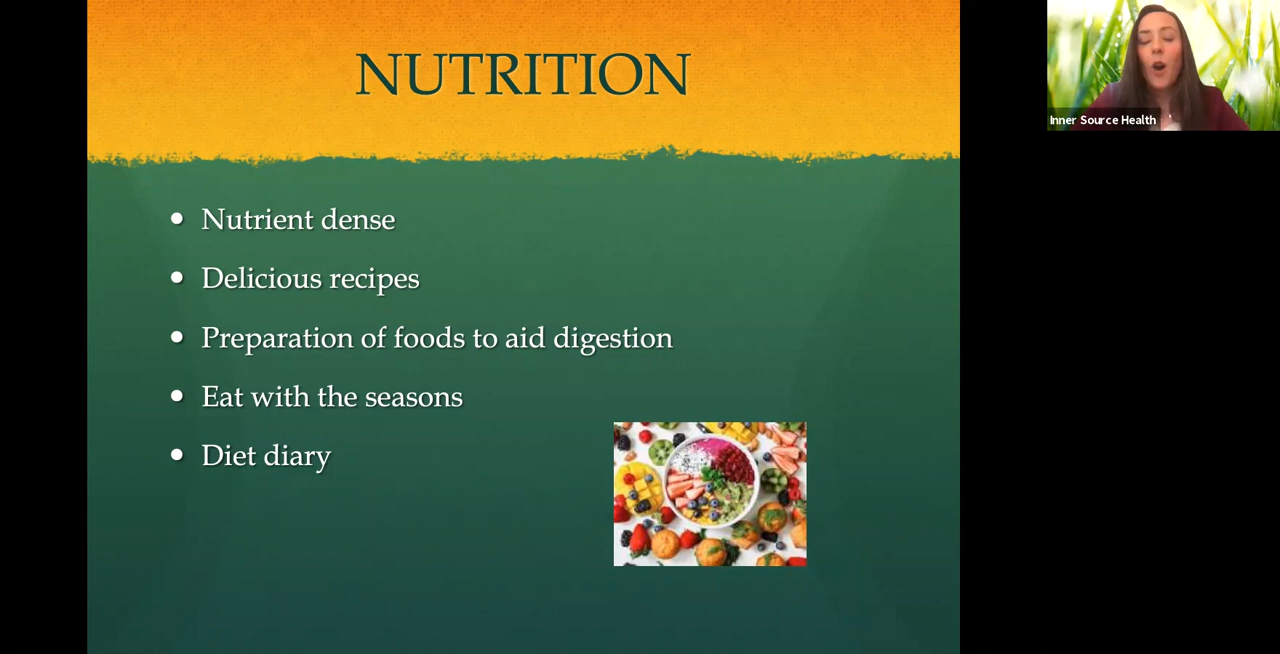 NUTRITION
Nutrient dense
Delicious recipes
Preparation of foods to aid digestion
Eat with the seasons
Diet diary
Inner Source Health